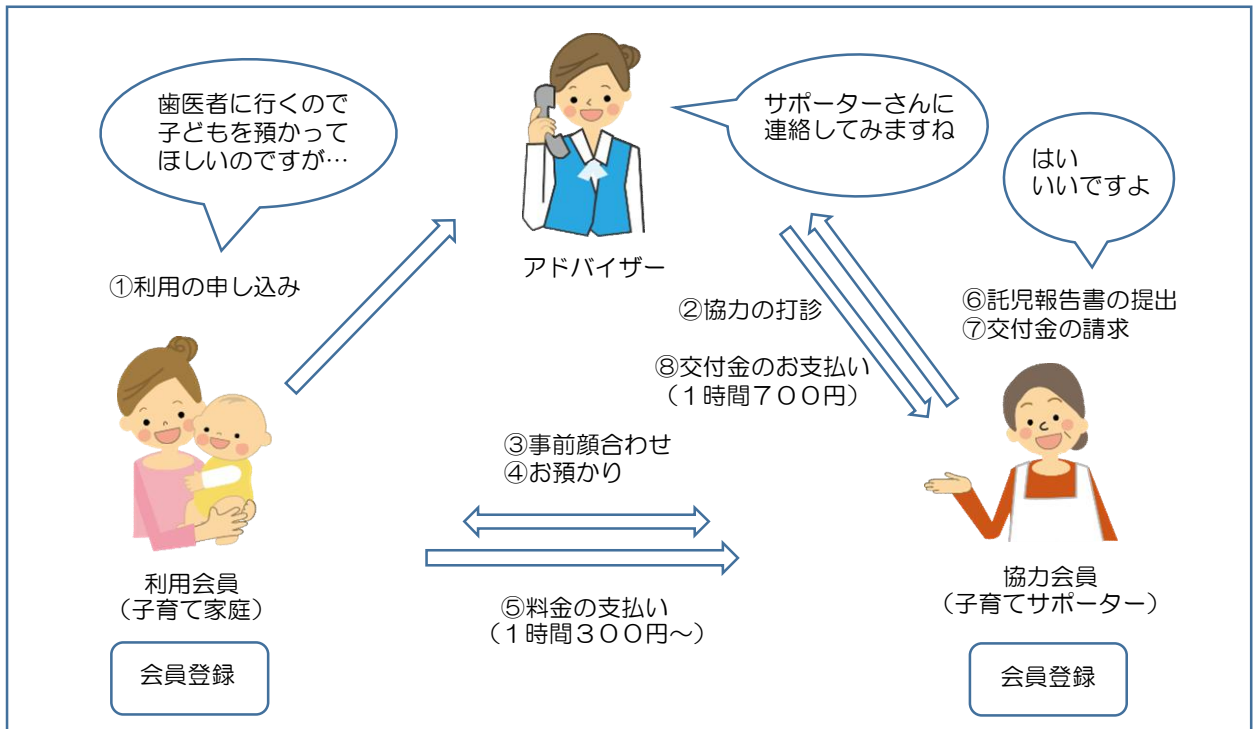 歯医者に行くので
子どもを預かって
ほしいのですが…
サポーターさんに
連絡してみますね
はい
いいですよ
アドバイザー
①利用の申し込み
②協力の打診
⑥託児報告書の提出
⑦交付金の請求
⑧交付金のお支払い
（１時間７００円）
③事前顔合わせ
④お預かり
利用会員
（子育て家庭）
⑤料金の支払い
（１時間３００円～）
協力会員
（子育てサポーター）
会員登録
会員登録